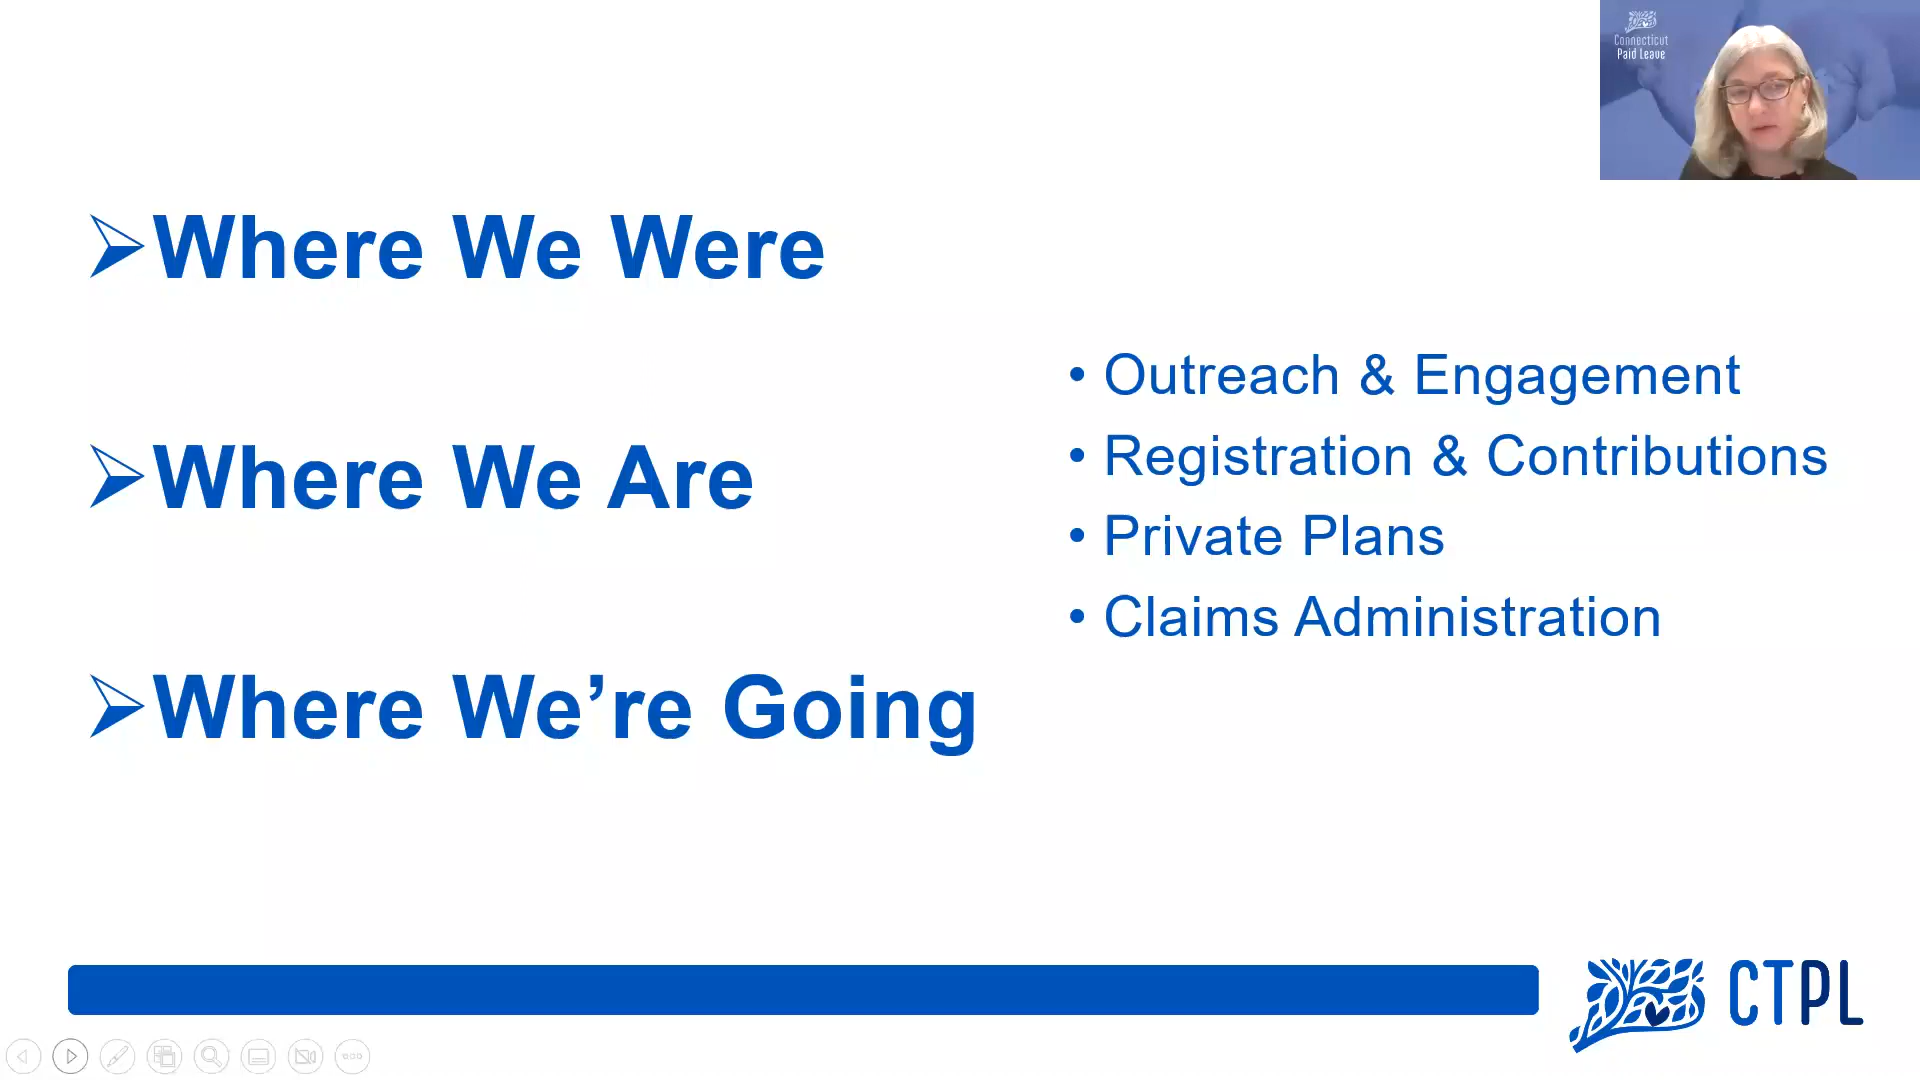 Connecticut
Paid Leave
➢Where We Were
➢Where We Are
➢Where We’re Going
• Outreach & Engagement
• Registration & Contributions
• Private Plans
• Claims Administration
CTPL